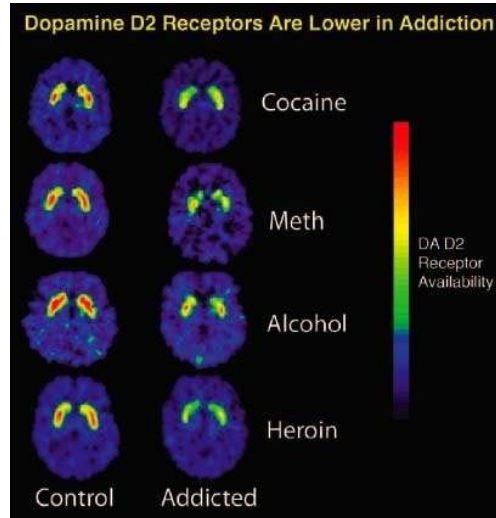 Dopamine D2 Receptors Are Lower in Addiction
Cocaine
Meth
DA D2
Receptor
Availability
Alcohol
Heroin
Control Addicted